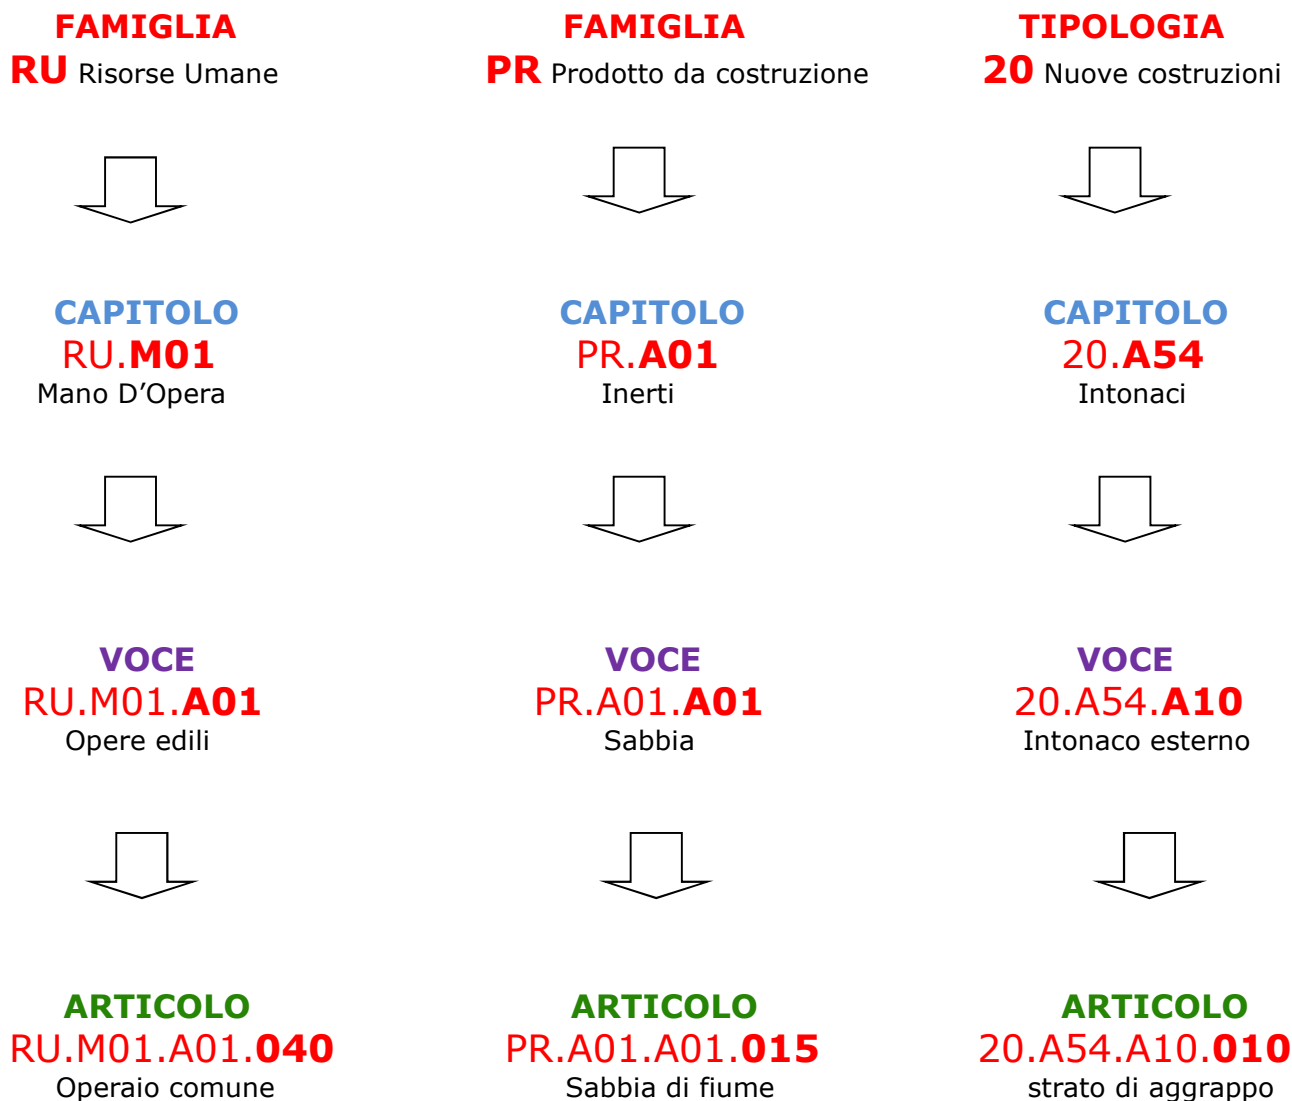 FAMIGLIA
RU Risorse Umane
CAPITOLO
RU.M01
Mano D’Opera
VOCE
RU.M01.A01
Opere edili
ARTICOLO
RU.M01.A01.040
Operaio comune
FAMIGLIA
PR Prodotto da costruzione
CAPITOLO
PR.A01
Inerti
VOCE
PR.A01.A01
Sabbia
ARTICOLO
PR.A01.A01.015
Sabbia di fiume
TIPOLOGIA
20 Nuove costruzioni
CAPITOLO
20.A54
Intonaci
VOCE
20.A54.A10
Intonaco esterno
ARTICOLO
20.A54.A10.010
strato di aggrappo